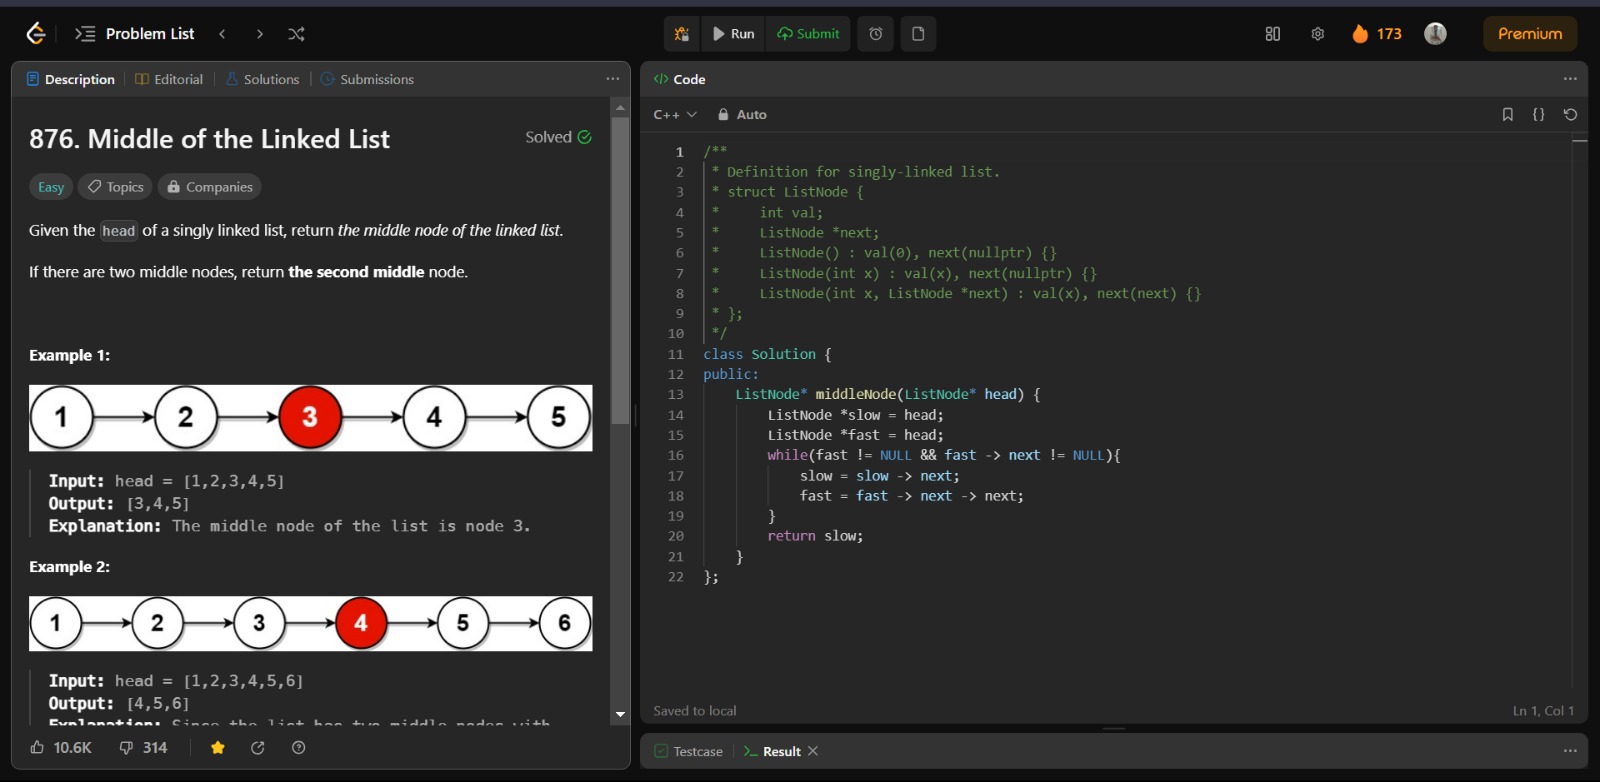 Problem List
Run
Submit
173
Premium
Description
Editorial
Solutions
Submissions
876. Middle of the Linked List
Solved
Easy
Topics
Companies
Given the head of a singly linked list, return the middle node of the linked list.
If there are two middle nodes, return the second middle node.
Example 1:
1 2 3 4 5
Input: head = [1,2,3,4,5]
Output: [3,4,5]
Explanation: The middle node of the list is node 3.
Example 2:
1 2 3 4 5 6
Input: head = [1,2,3,4,5,6]
Output: [4,5,6]
Explanation: Since the list has two middle nodes with
10.6K
314
Code
C++
Auto
1 /**
2 * Definition for singly-linked list.
3 * struct ListNode {
4 *     int val;
5 *     ListNode *next;
6 *     ListNode() : val(0), next(nullptr) {}
7 *     ListNode(int x) : val(x), next(nullptr) {}
8 *     ListNode(int x, ListNode *next) : val(x), next(next) {}
9 * };
10 */
11 class Solution {
12 public:
13     ListNode* middleNode(ListNode* head) {
14         ListNode *slow = head;
15         ListNode *fast = head;
16         while(fast != NULL && fast -> next != NULL){
17             slow = slow -> next;
18             fast = fast -> next -> next;
19         }
20         return slow;
21     }
22 };
Saved to local
Ln 1, Col 1
Testcase
Result